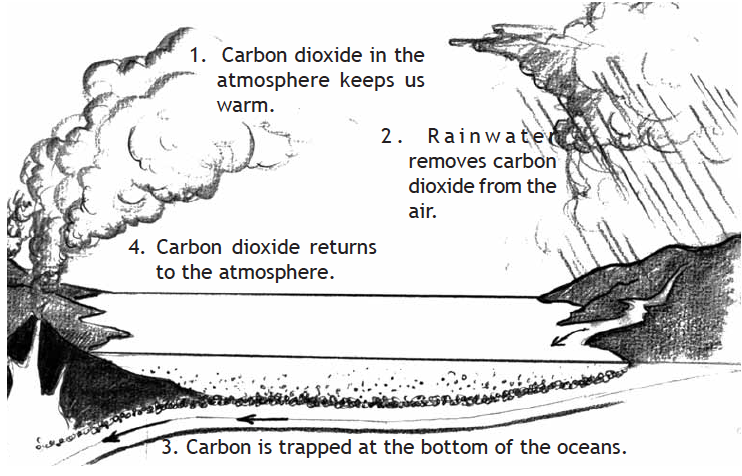 1. Carbon dioxide in the
atmosphere keeps us
warm.
2. Rainwater
removes carbon
dioxide from the
air.
4. Carbon dioxide returns
to the atmosphere.
3. Carbon is trapped at the bottom of the oceans.